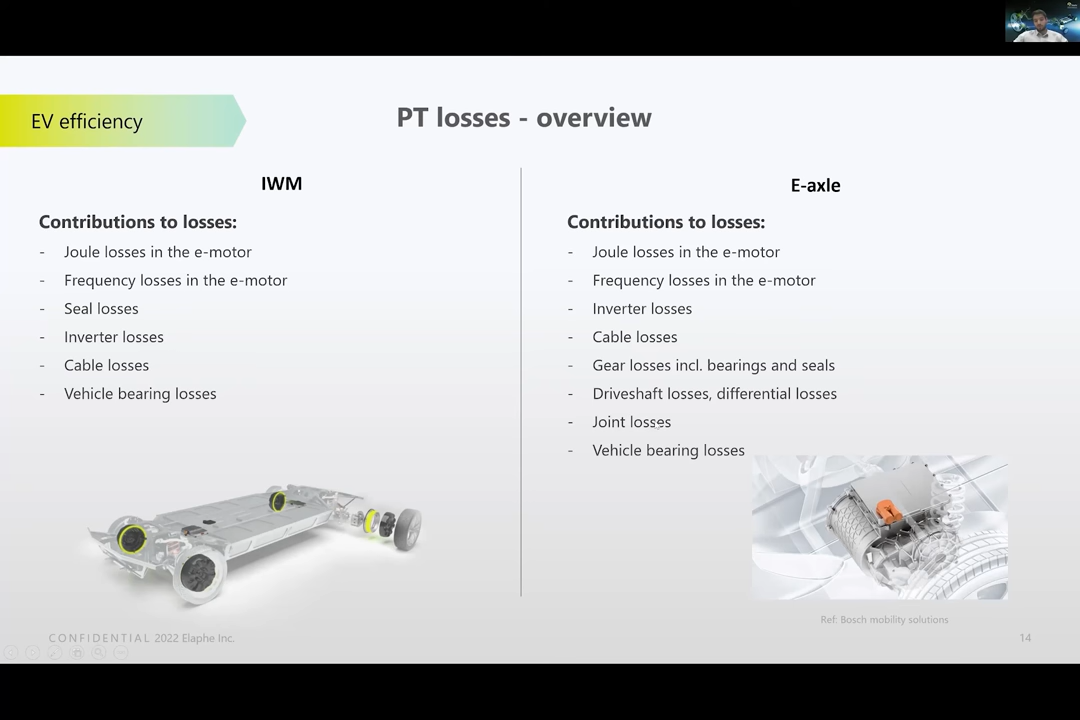 EV efficiency
PT losses - overview
IWM
Contributions to losses:
- Joule losses in the e-motor
- Frequency losses in the e-motor
- Seal losses
- Inverter losses
- Cable losses
- Vehicle bearing losses
E-axle
Contributions to losses:
- Joule losses in the e-motor
- Frequency losses in the e-motor
- Inverter losses
- Cable losses
- Gear losses incl. bearings and seals
- Driveshaft losses, differential losses
- Joint losses
- Vehicle bearing losses
Ref: Bosch mobility solutions
CONFIDENTIAL 2022 Elaphe Inc.
14